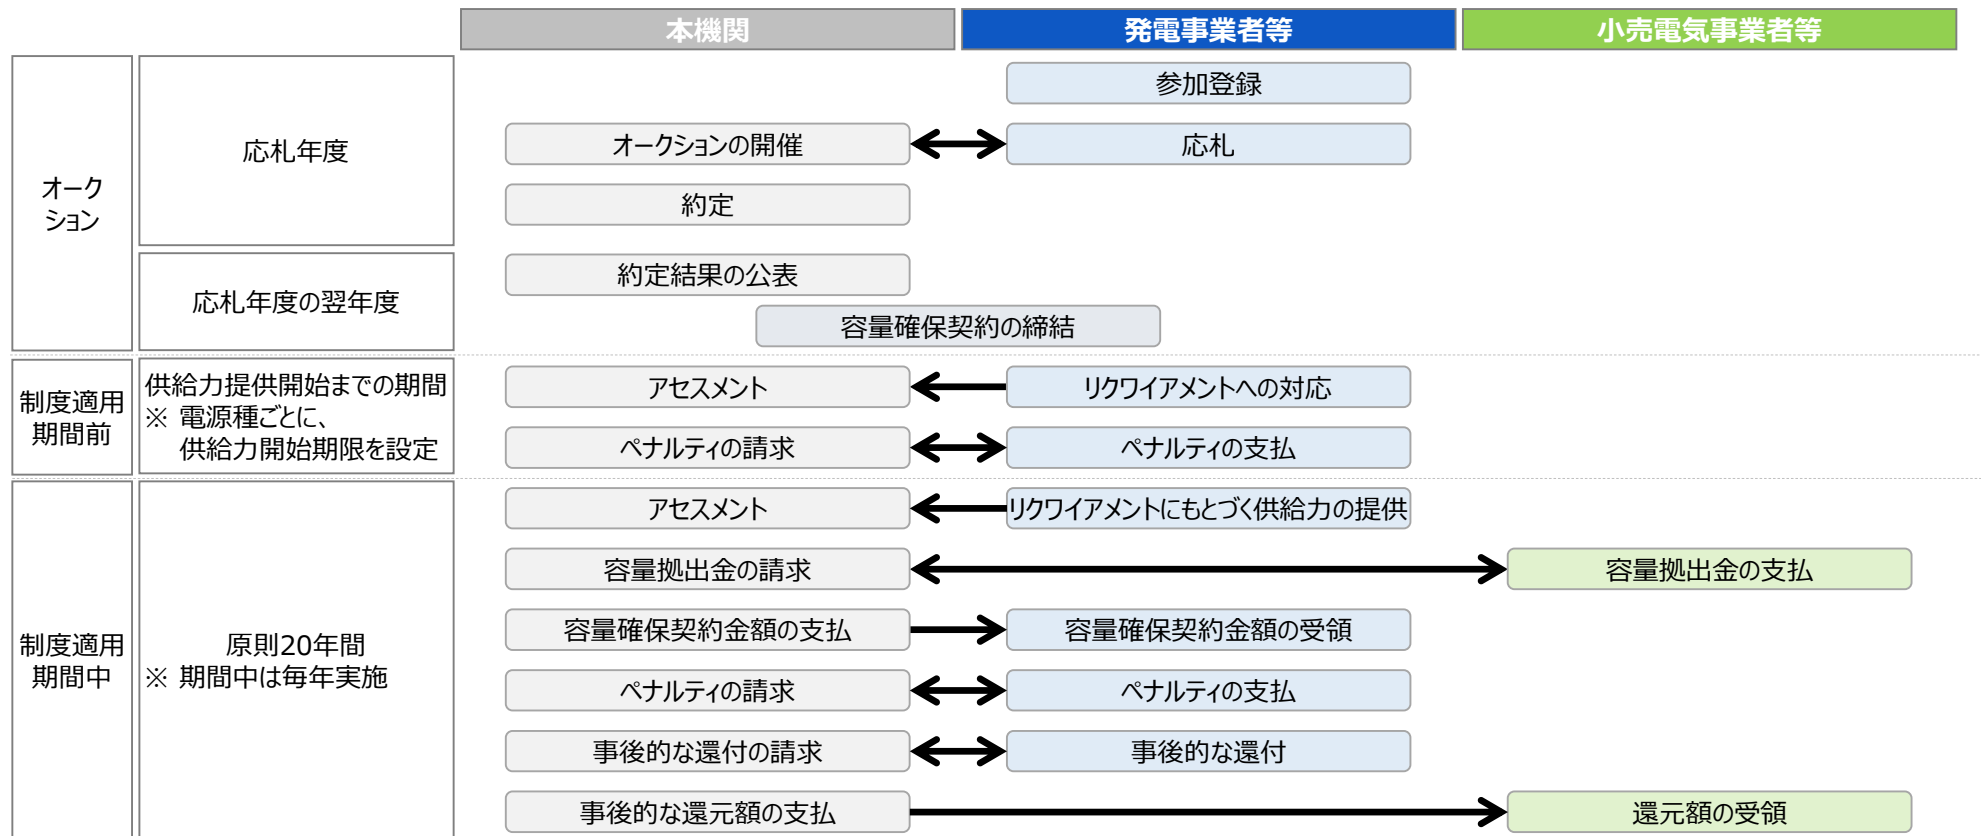 本機関
発電事業者等
小売電気事業者等
オーク
ション
応札年度
参加登録
オークションの開催
応札
約定
応札年度の翌年度
約定結果の公表
容量確保契約の締結
制度適用
期間前
供給力提供開始までの期間
※ 電源種ごとに、
供給力開始期限を設定
アセスメント
リクワイアメントへの対応
ペナルティの請求
ペナルティの支払
制度適用
期間中
原則20年間
※ 期間中は毎年実施
アセスメント
リクワイアメントにもとづく供給力の提供
容量拠出金の請求
容量拠出金の支払
容量確保契約金額の支払
容量確保契約金額の受領
ペナルティの請求
ペナルティの支払
事後的な還付の請求
事後的な還付
事後的な還元額の支払
還元額の受領